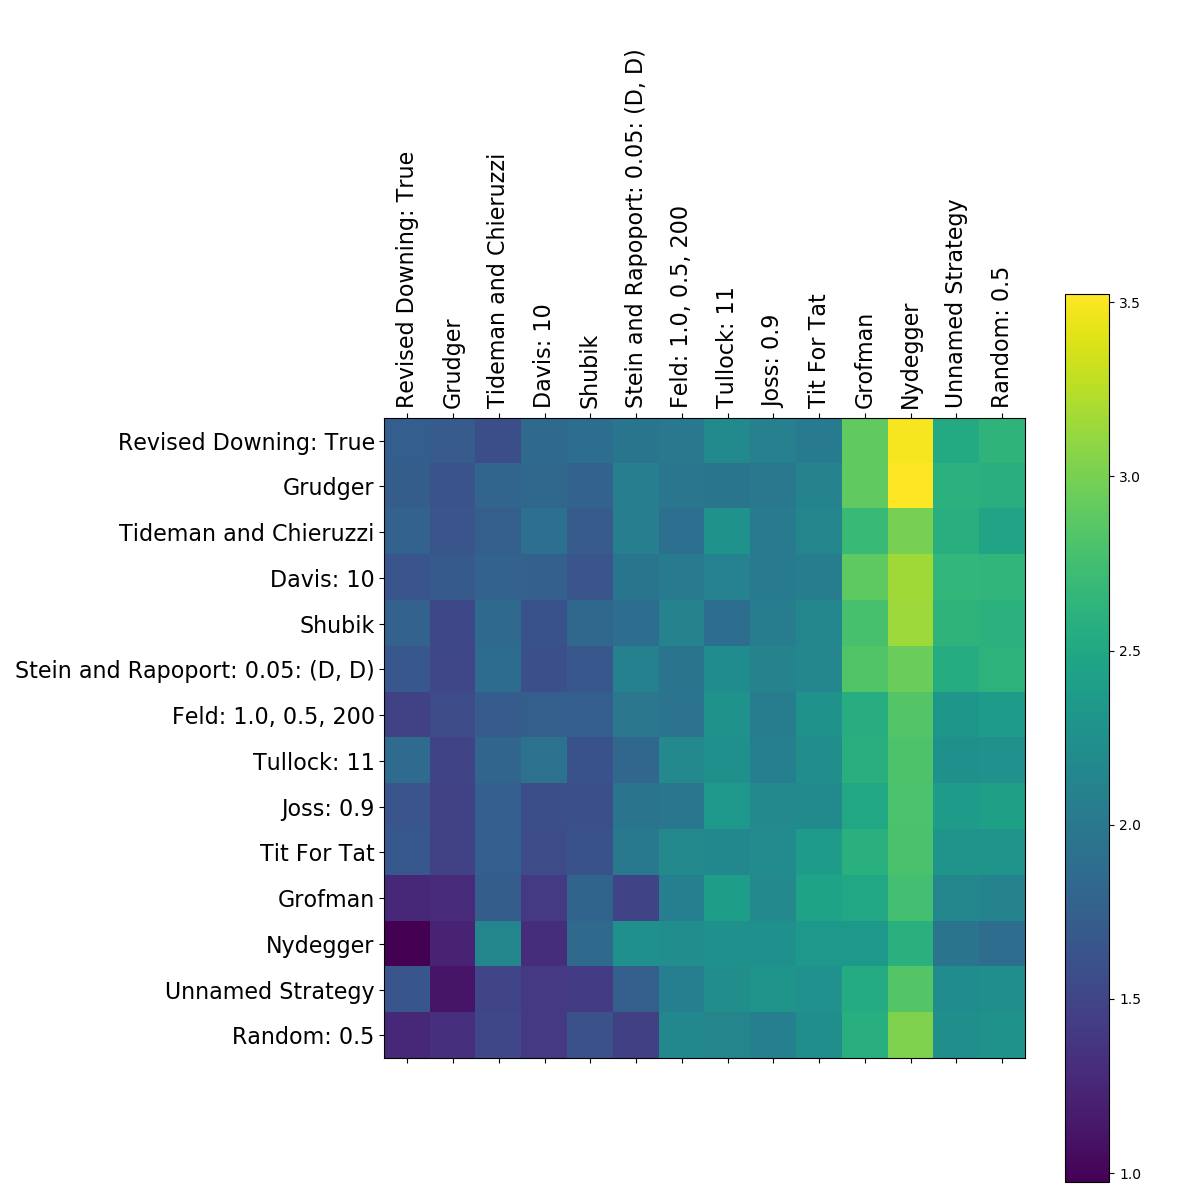 Revised Downing: True
Grudger
Tideman and Chieruzzi
Davis: 10
Shubik
Stein and Rapoport: 0.05: (D, D)
Feld: 1.0, 0.5, 200
Tullock: 11
Joss: 0.9
Tit For Tat
Grofman
Nydegger
Unnamed Strategy
Random: 0.5
Revised Downing: True
Grudger
Tideman and Chieruzzi
Davis: 10
Shubik
Stein and Rapoport: 0.05: (D, D)
Feld: 1.0, 0.5, 200
Tullock: 11
Joss: 0.9
Tit For Tat
Grofman
Nydegger
Unnamed Strategy
Random: 0.5
3.5
3.0
2.5
2.0
1.5
1.0